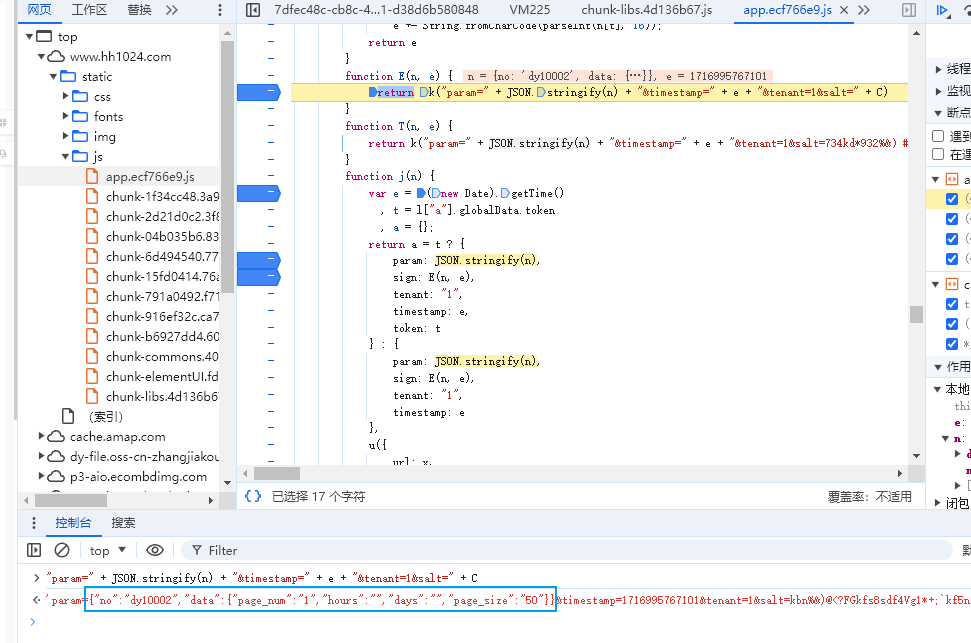 网页 工作区 替换
7dfec48c-cb8c-4...1-d38d6b580848 VM225 chunk-libs.4d136b67.js app.ecf766e9.js
top
www.hh1024.com
static
css
fonts
img
js
app.ecf766e9.js
chunk-1f34cc48.3a9
chunk-2d21d0c2.3f8
chunk-04b035b6.83
chunk-6d494540.77
chunk-15fd0414.76a
chunk-791a0492.f71
chunk-916ef32c.ca7
chunk-b6927dd4.60
chunk-commons.40
chunk-elementUI.fd
chunk-libs.4d136b67
(索引)
cache.amap.com
dy-file.oss-cn-zhangjiakou
p3-aio.ecombdimg.com
e += String.fromCharCode(parseInt(n[t], 16));
return e
}
function E(n, e) { n = {no: 'dy10002', data: {…}}, e = 1716995767101
return k("param=" + JSON.stringify(n) + "&timestamp=" + e + "&tenant=1&salt=" + C)
}
function T(n, e) {
return k("param=" + JSON.stringify(n) + "&timestamp=" + e + "&tenant=1&salt=734kd*932%&) #
}
function j(n) {
var e = (new Date).getTime()
, t = l["a"].globalData.token
, a = {};
return a = t ? {
param: JSON.stringify(n),
sign: E(n, e),
tenant: "1",
timestamp: e,
token: t
} : {
param: JSON.stringify(n),
sign: E(n, e),
tenant: "1",
timestamp: e
},
u({
url: x,
{} 已选择 17 个字符 覆盖率: 不适用
线程
监视
断点
遇到
在遇
a
c
作用
本地
thi
e:
n:
闭包
控制台 搜索
top Filter
"param=" + JSON.stringify(n) + "&timestamp=" + e + "&tenant=1&salt=" + C
'param={"no":"dy10002","data":{"page_num":"1","hours":"","days":"","page_size":"50"}}&timestamp=1716995767101&tenant=1&salt=kbn%&)@<?FGkfs8sdf4Vg1*+;`kf5n